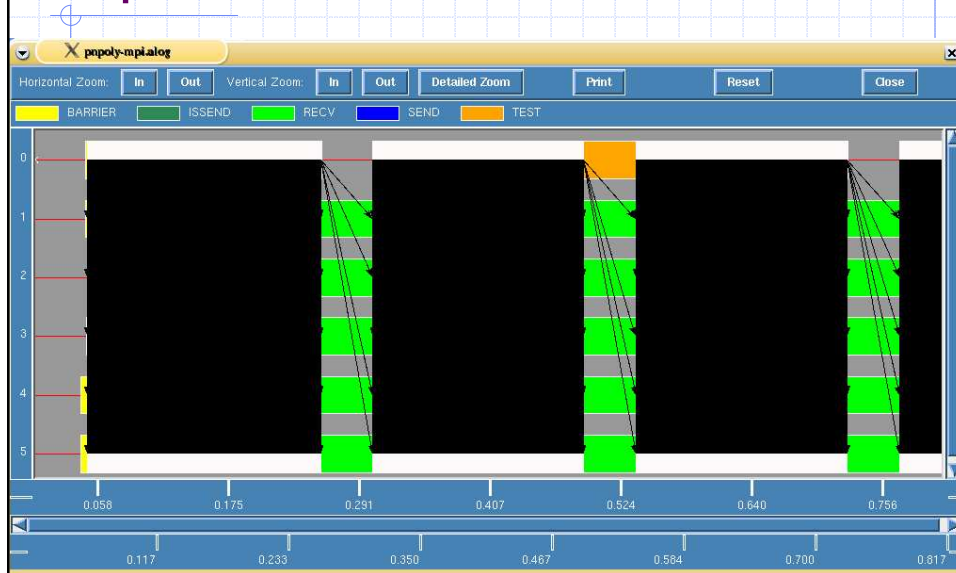 pnpoly-mpi.alog
Horizontal Zoom: In Out Vertical Zoom: In Out Detailed Zoom Print Reset Close
BARRIER ISSEND RECV SEND TEST
0
1
2
3
4
5
0.058 0.175 0.291 0.407 0.524 0.640 0.756
0.117 0.233 0.350 0.467 0.584 0.700 0.817